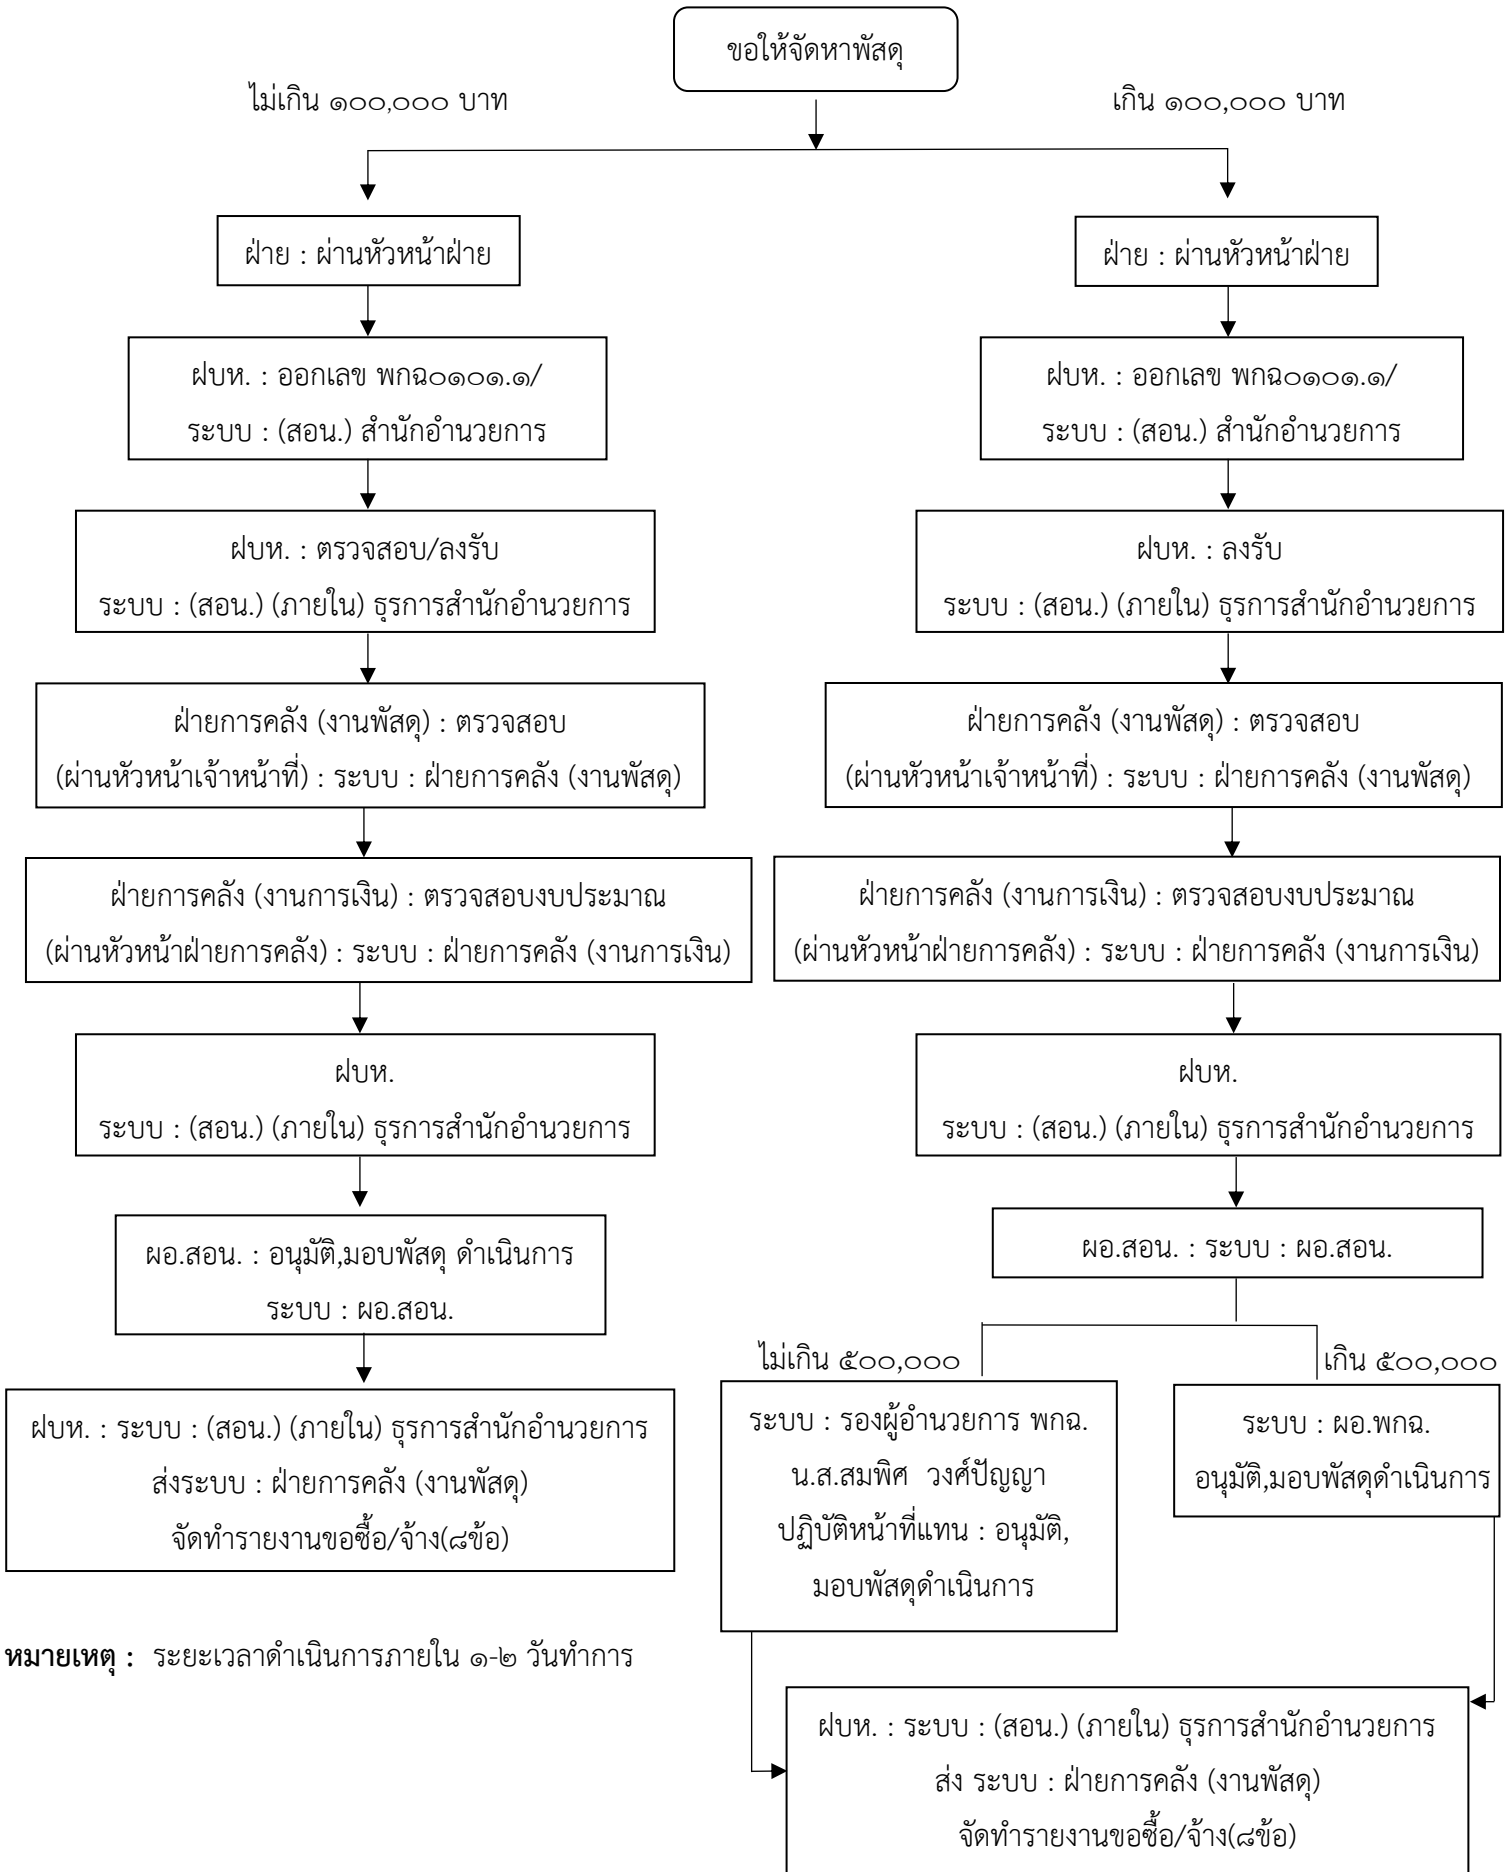 ขอให้จัดหาพัสดุ
ไม่เกิน ๑๐๐,๐๐๐ บาท
เกิน ๑๐๐,๐๐๐ บาท
ฝ่าย : ผ่านหัวหน้าฝ่าย
ฝบห. : ออกเลข พกฉ๐๑๐๑.๑/
ระบบ : (สอน.) สำนักอำนวยการ
ฝบห. : ตรวจสอบ/ลงรับ
ระบบ : (สอน.) (ภายใน) ธุรการสำนักอำนวยการ
ฝ่ายการคลัง (งานพัสดุ) : ตรวจสอบ
(ผ่านหัวหน้าเจ้าหน้าที่) : ระบบ : ฝ่ายการคลัง (งานพัสดุ)
ฝ่ายการคลัง (งานการเงิน) : ตรวจสอบงบประมาณ
(ผ่านหัวหน้าฝ่ายการคลัง) : ระบบ : ฝ่ายการคลัง (งานการเงิน)
ฝบห.
ระบบ : (สอน.) (ภายใน) ธุรการสำนักอำนวยการ
ผอ.สอน. : อนุมัติ,มอบพัสดุ ดำเนินการ
ระบบ : ผอ.สอน.
ฝบห. : ระบบ : (สอน.) (ภายใน) ธุรการสำนักอำนวยการ
ส่งระบบ : ฝ่ายการคลัง (งานพัสดุ)
จัดทำรายงานขอซื้อ/จ้าง(๘ข้อ)
หมายเหตุ : ระยะเวลาดำเนินการภายใน ๑-๒ วันทำการ
ฝ่าย : ผ่านหัวหน้าฝ่าย
ฝบห. : ออกเลข พกฉ๐๑๐๑.๑/
ระบบ : (สอน.) สำนักอำนวยการ
ฝบห. : ลงรับ
ระบบ : (สอน.) (ภายใน) ธุรการสำนักอำนวยการ
ฝ่ายการคลัง (งานพัสดุ) : ตรวจสอบ
(ผ่านหัวหน้าเจ้าหน้าที่) : ระบบ : ฝ่ายการคลัง (งานพัสดุ)
ฝ่ายการคลัง (งานการเงิน) : ตรวจสอบงบประมาณ
(ผ่านหัวหน้าฝ่ายการคลัง) : ระบบ : ฝ่ายการคลัง (งานการเงิน)
ฝบห.
ระบบ : (สอน.) (ภายใน) ธุรการสำนักอำนวยการ
ผอ.สอน. : ระบบ : ผอ.สอน.
ไม่เกิน ๕๐๐,๐๐๐
เกิน ๕๐๐,๐๐๐
ระบบ : รองผู้อำนวยการ พกฉ.
น.ส.สมพิศ วงศ์ปัญญา
ปฏิบัติหน้าที่แทน : อนุมัติ,
มอบพัสดุดำเนินการ
ระบบ : ผอ.พกฉ.
อนุมัติ,มอบพัสดุดำเนินการ
ฝบห. : ระบบ : (สอน.) (ภายใน) ธุรการสำนักอำนวยการ
ส่ง ระบบ : ฝ่ายการคลัง (งานพัสดุ)
จัดทำรายงานขอซื้อ/จ้าง(๘ข้อ)